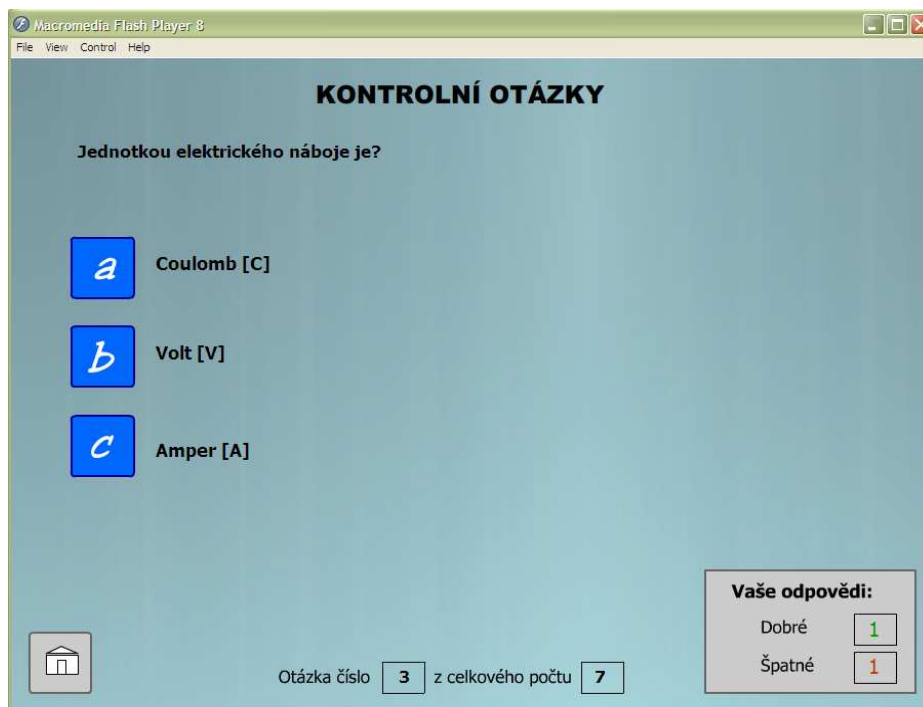 Macromedia Flash Player 8
File View Control Help
KONTROLNÍ OTÁZKY
Jednotkou elektrického náboje je?
a Coulomb [C]
b Volt [V]
c Amper [A]
Vaše odpovědi:
Dobré 1
Špatné 1
Otázka číslo 3 z celkového počtu 7